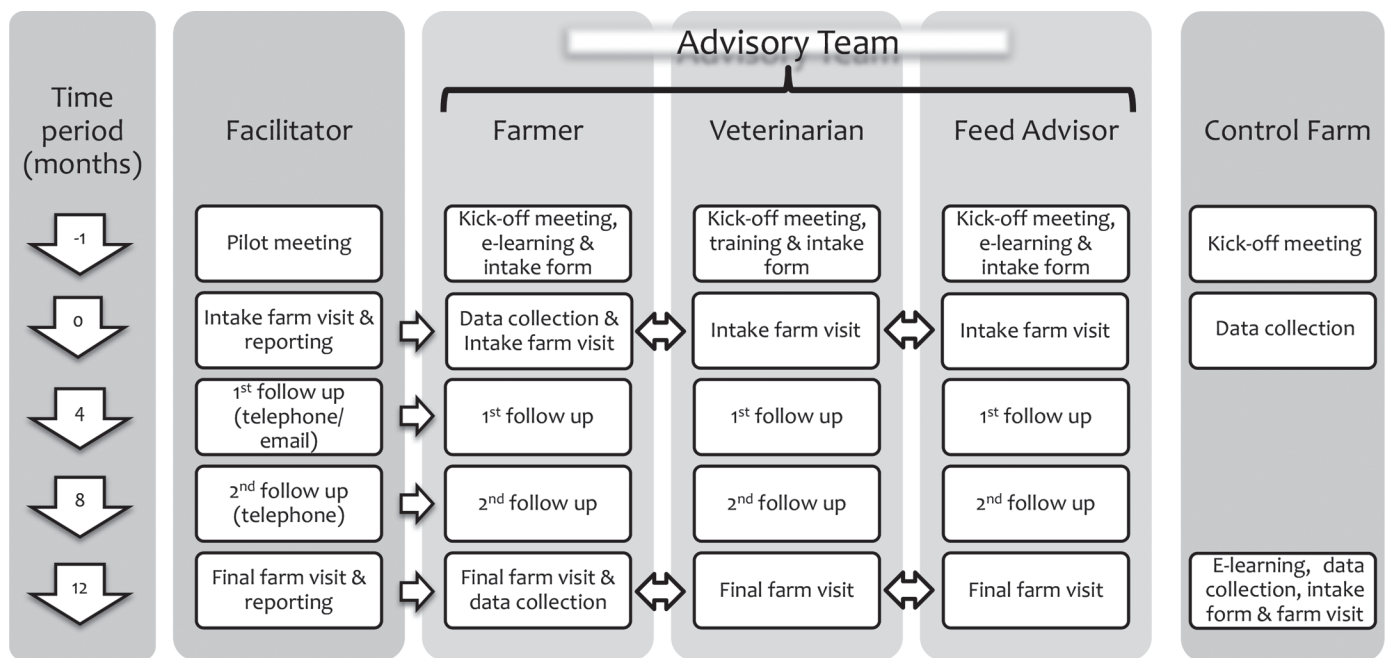 Advisory Team
Time
period
(months)
Facilitator
Farmer
Veterinarian
Feed Advisor
Control Farm
-1
Pilot meeting
Kick-off meeting,
e-learning &
intake form
Kick-off meeting,
training & intake
form
Kick-off meeting,
e-learning &
intake form
Kick-off meeting
0
Intake farm visit &
reporting
Data collection &
Intake farm visit
Intake farm visit
Intake farm visit
Data collection
4
1st follow up
(telephone/
email)
1st follow up
1st follow up
1st follow up
8
2nd follow up
(telephone)
2nd follow up
2nd follow up
2nd follow up
12
Final farm visit &
reporting
Final farm visit &
data collection
Final farm visit
Final farm visit
E-learning, data
collection, intake
form & farm visit